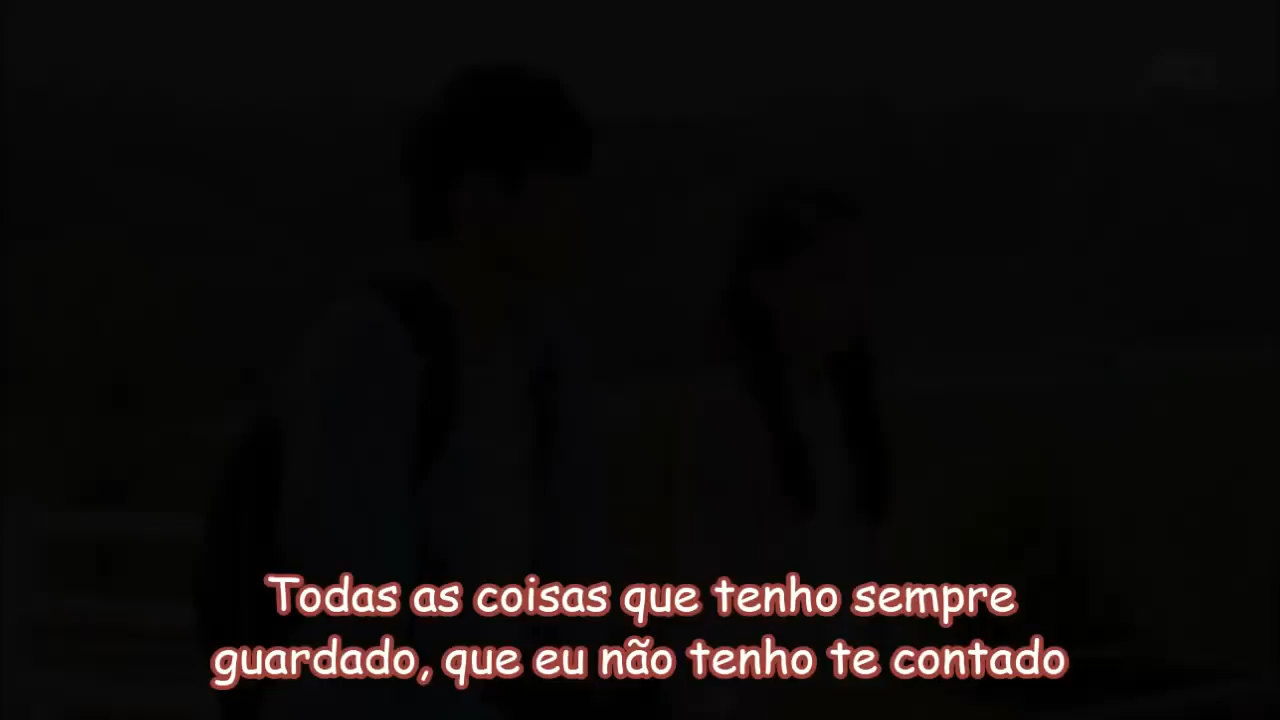 Todas as coisas que tenho sempre
guardado, que eu não tenho te contado